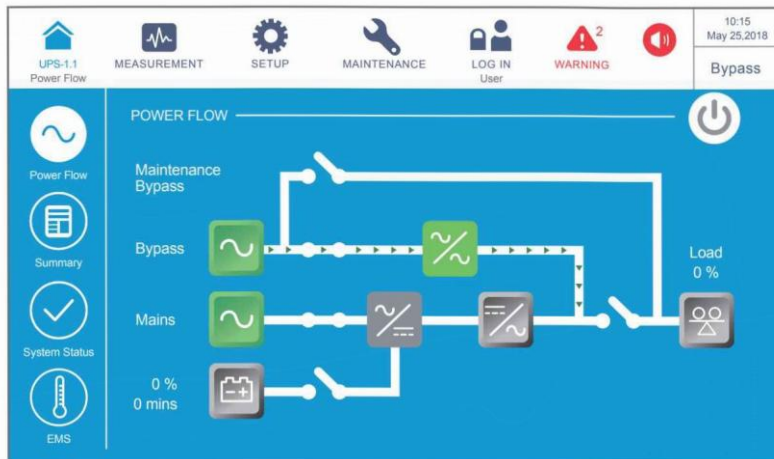 UPS-1.1
Power Flow
MEASUREMENT
SETUP
MAINTENANCE
LOG IN
User
2
WARNING
10:15
May 25,2018
Bypass
POWER FLOW
Power Flow
Summary
System Status
EMS
Maintenance
Bypass
Bypass
Mains
0 %
0 mins
Load
0 %